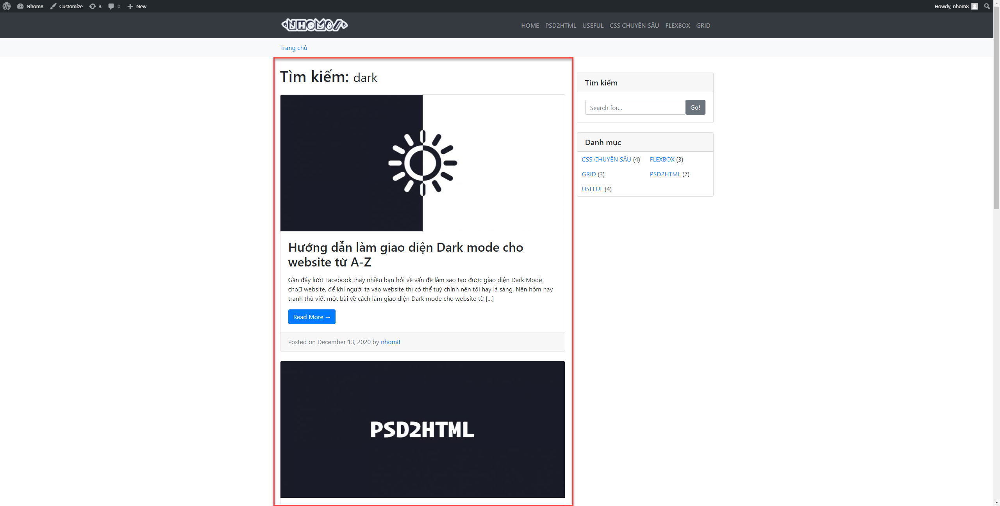 Nhom8 Customize 3 0 New Howdy, nhom8
<NHOM8/> HOME PSD2HTML USEFUL CSS CHUYÊN SÂU FLEXBOX GRID
Trang chủ
Tìm kiếm: dark
Hướng dẫn làm giao diện Dark mode cho
website từ A-Z
Gần đây lướt Facebook thấy nhiều bạn hỏi về vấn đề làm sao tạo được giao diện Dark Mode
cho website, để khi người ta vào website thì có thể tuỳ chỉnh nền tối hay là sáng. Nên hôm nay
tranh thủ viết một bài về cách làm giao diện Dark mode cho website từ […]
Read More →
Posted on December 13, 2020 by nhom8
PSD2HTML
Tìm kiếm
Search for...
Go!
Danh mục
CSS CHUYÊN SÂU (4) FLEXBOX (3)
GRID (3) PSD2HTML (7)
USEFUL (4)